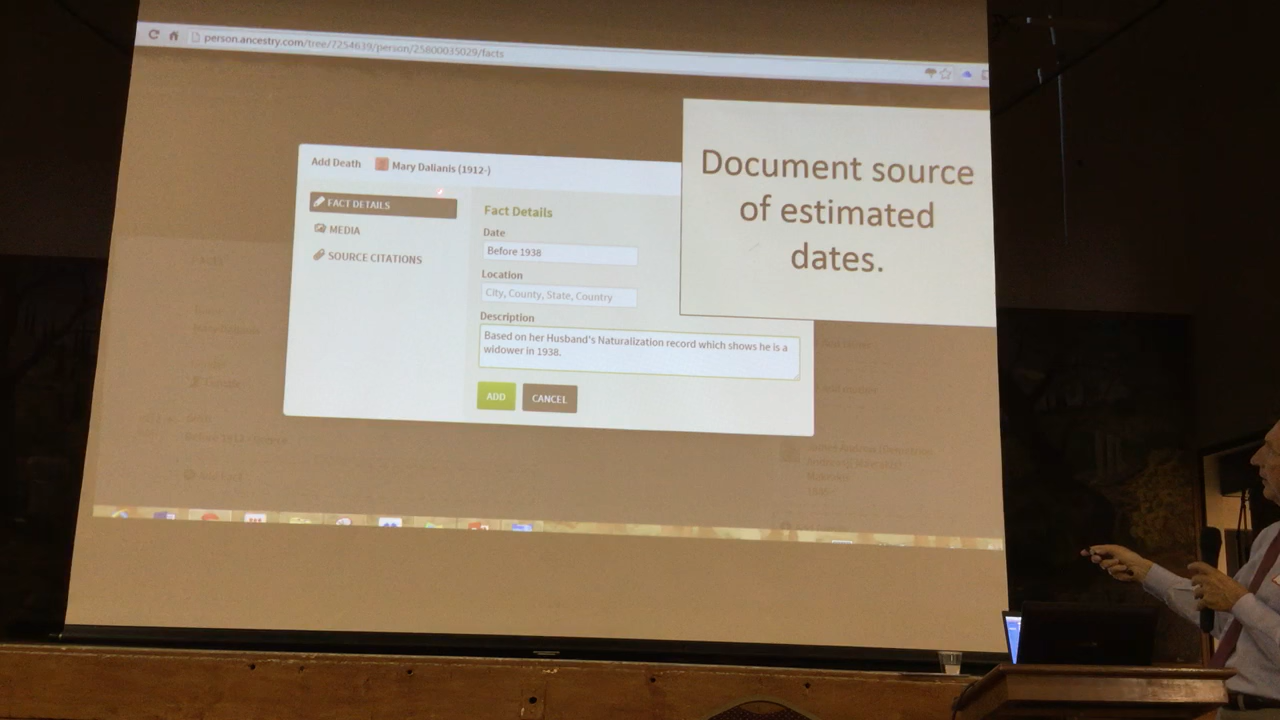 person.ancestry.com/tree/7254639/person/25800035029/facts
Document source
of estimated
dates.
Add Death Mary Dalianis (1912-)
FACT DETAILS
MEDIA
SOURCE CITATIONS
Fact Details
Date
Before 1938
Location
City, County, State, Country
Description
Based on her Husband's Naturalization record which shows he is a
widower in 1938.
ADD CANCEL